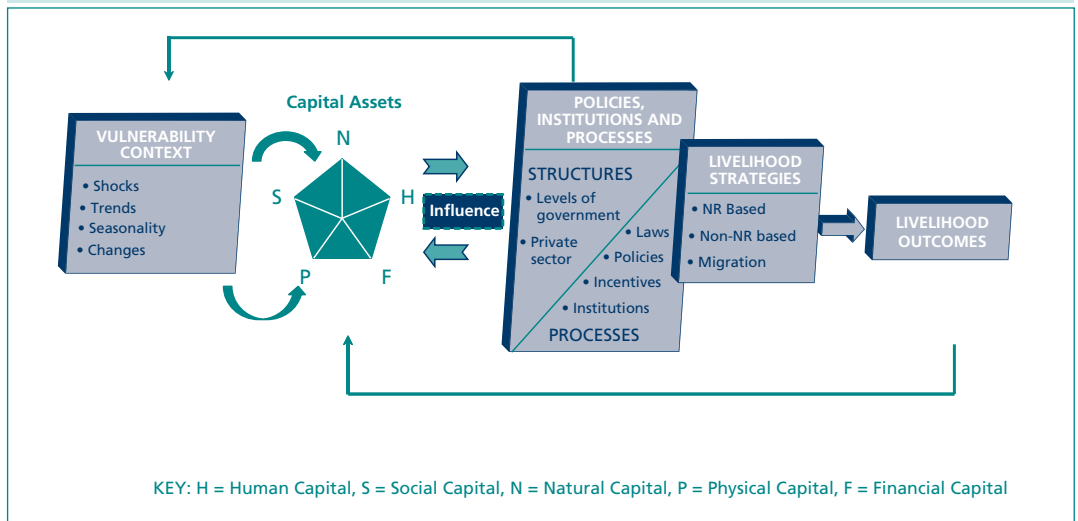 Capital Assets
VULNERABILITY
CONTEXT
• Shocks
• Trends
• Seasonality
• Changes
N
S
H
P
F
Influence
POLICIES,
INSTITUTIONS AND
PROCESSES
STRUCTURES
• Levels of
government
• Private
sector
• Laws
• Policies
• Incentives
• Institutions
PROCESSES
LIVELIHOOD
STRATEGIES
• NR Based
• Non-NR based
• Migration
LIVELIHOOD
OUTCOMES
KEY: H = Human Capital, S = Social Capital, N = Natural Capital, P = Physical Capital, F = Financial Capital